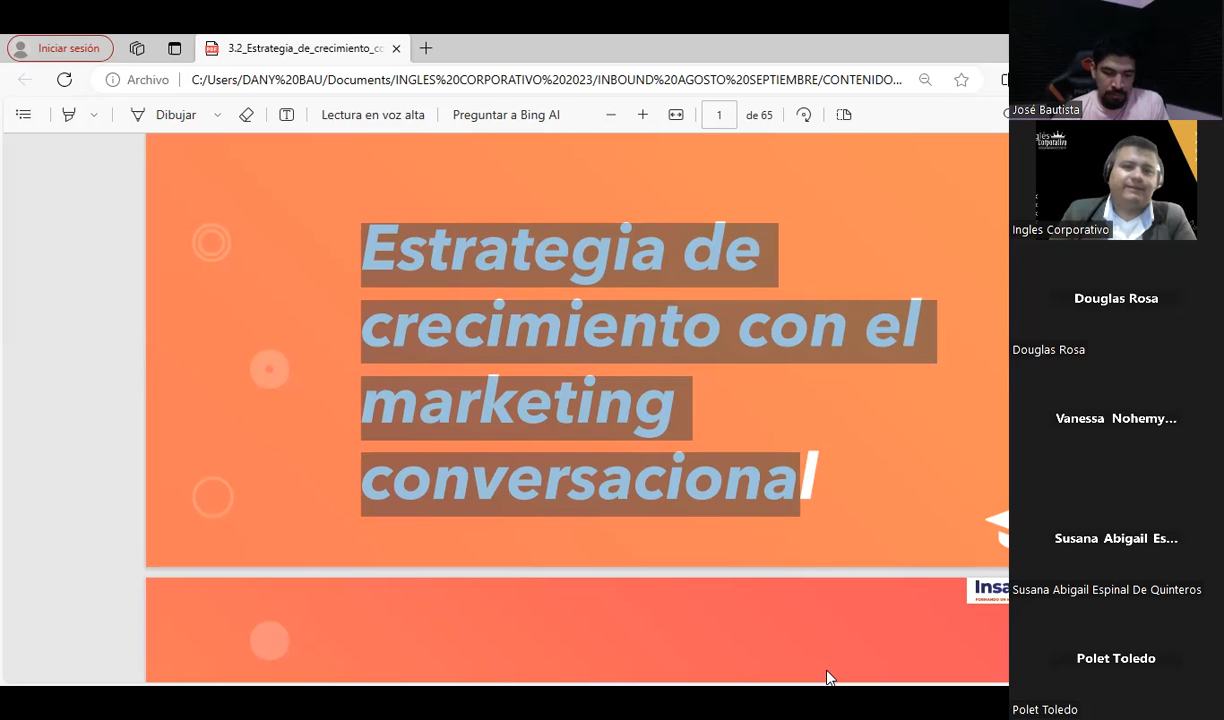 Iniciar sesión
3.2_Estrategia_de_crecimiento_co
Archivo
C:/Users/DANY%20BAU/Documents/INGLES%20CORPORATIVO%202023/INBOUND%20AGOSTO%20SEPTIEMBRE/CONTENIDO...
Dibujar
Lectura en voz alta
Preguntar a Bing AI
1
de 65
Estrategia de
crecimiento con el
marketing
conversacional
Insa
José Bautista
Ingles Corporativo
Douglas Rosa
Douglas Rosa
Vanessa Nohemy...
Susana Abigail Es...
Susana Abigail Espinal De Quinteros
Polet Toledo
Polet Toledo